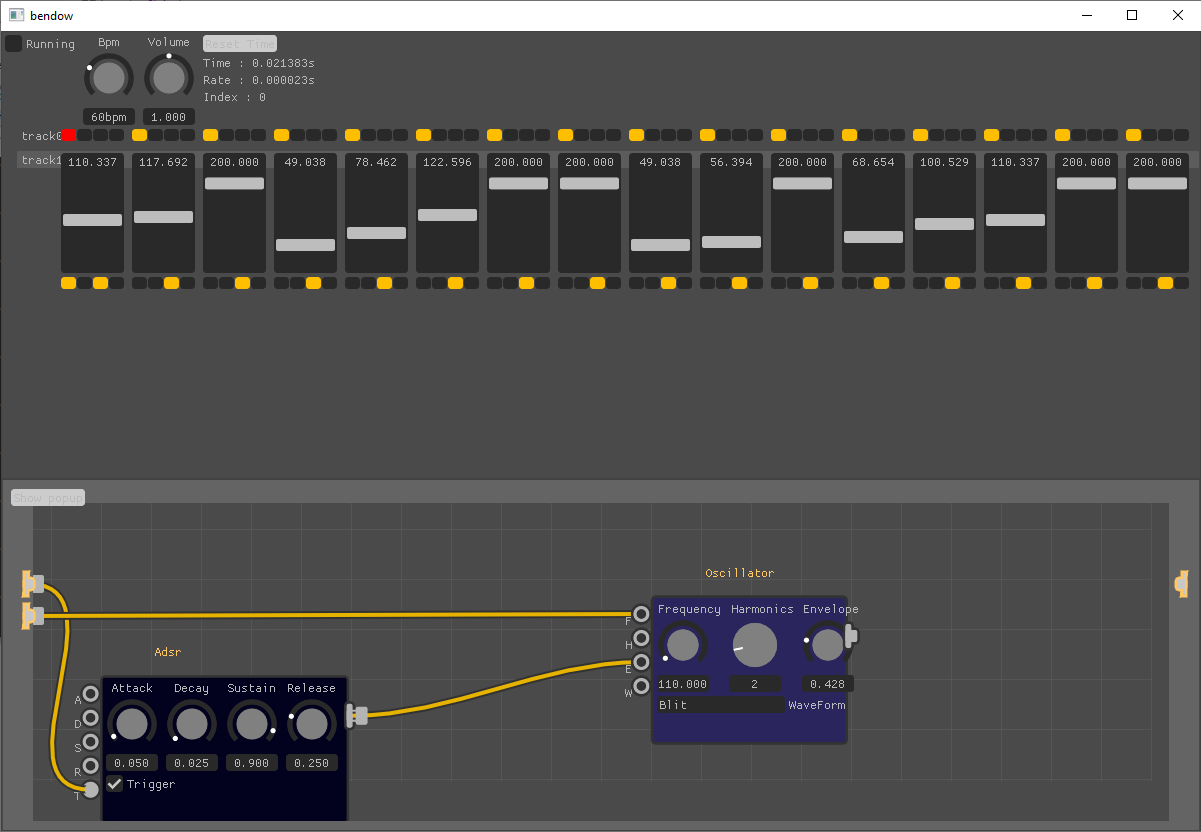 bendow
Running Bpm Volume Reset Time
Time : 0.021383s
Rate : 0.000023s
Index : 0
60bpm 1.000
track0
track1 110.337 117.692 200.000 49.038 78.462 122.596 200.000 200.000 49.038 56.394 200.000 68.654 100.529 110.337 200.000 200.000
Show popup
Oscillator
Frequency Harmonics Envelope
F
H
E
W
110.000 2 0.428
Blit WaveForm
Adsr
Attack Decay Sustain Release
A
D
S
R
T
0.050 0.025 0.900 0.250
Trigger